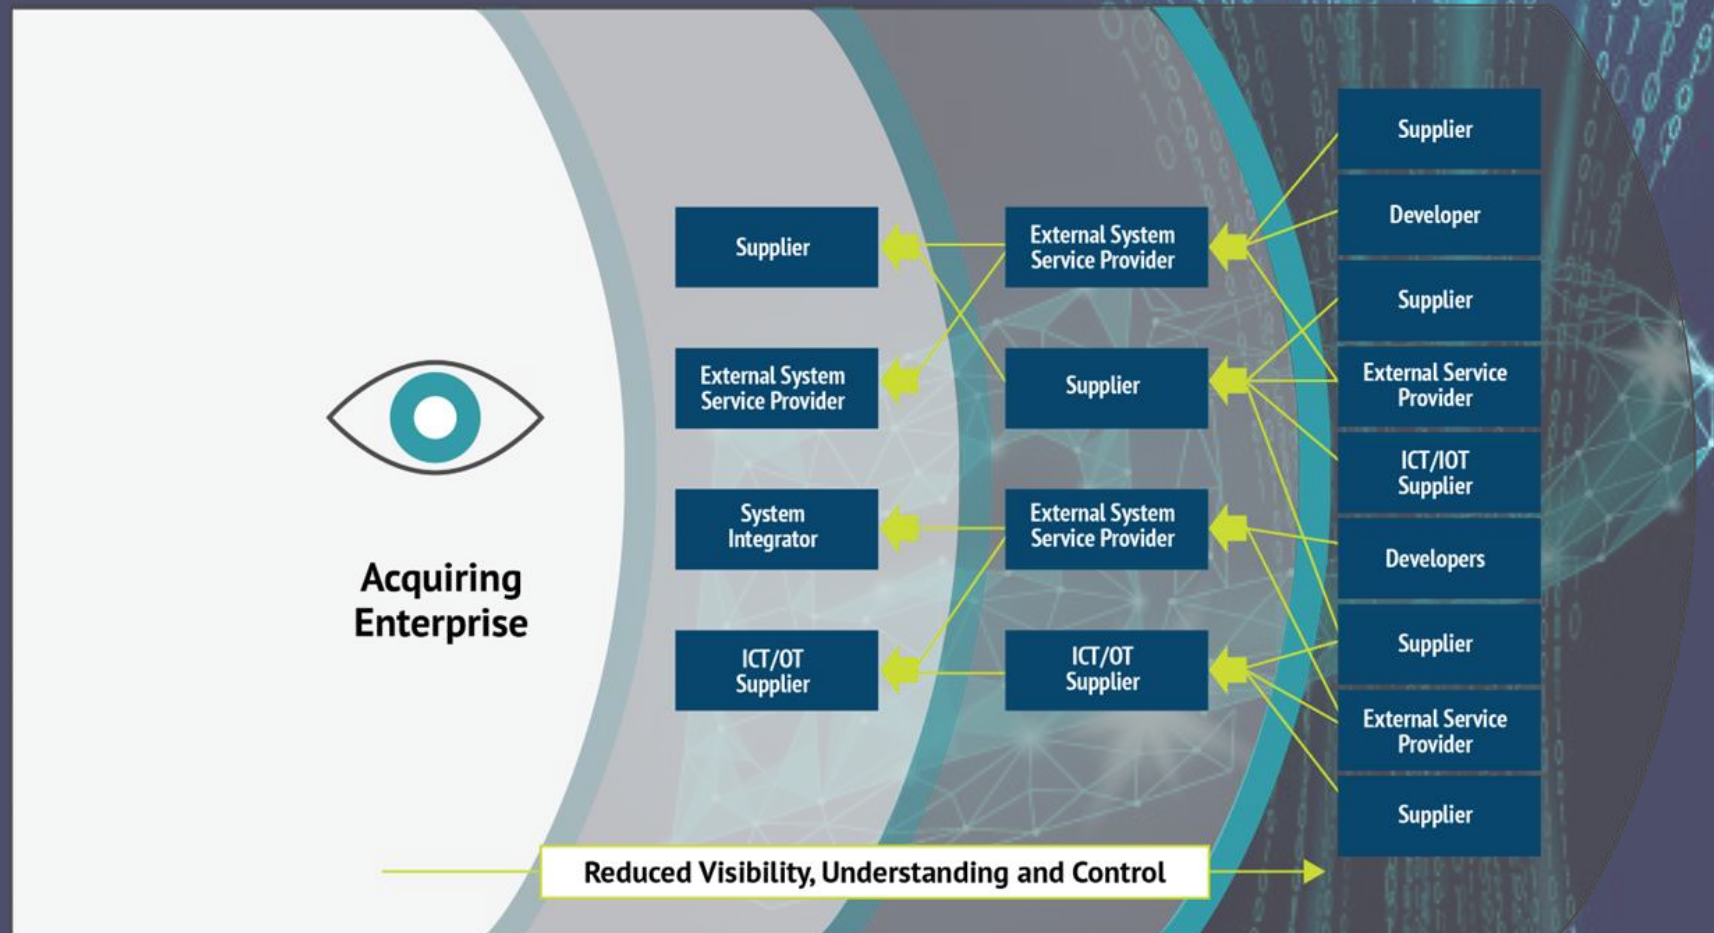 Acquiring
Enterprise
Supplier
External System
Service Provider
System
Integrator
ICT/OT
Supplier
External System
Service Provider
Supplier
External System
Service Provider
ICT/OT
Supplier
Supplier
Developer
Supplier
External Service
Provider
ICT/IOT
Supplier
Developers
Supplier
External Service
Provider
Supplier
Reduced Visibility, Understanding and Control